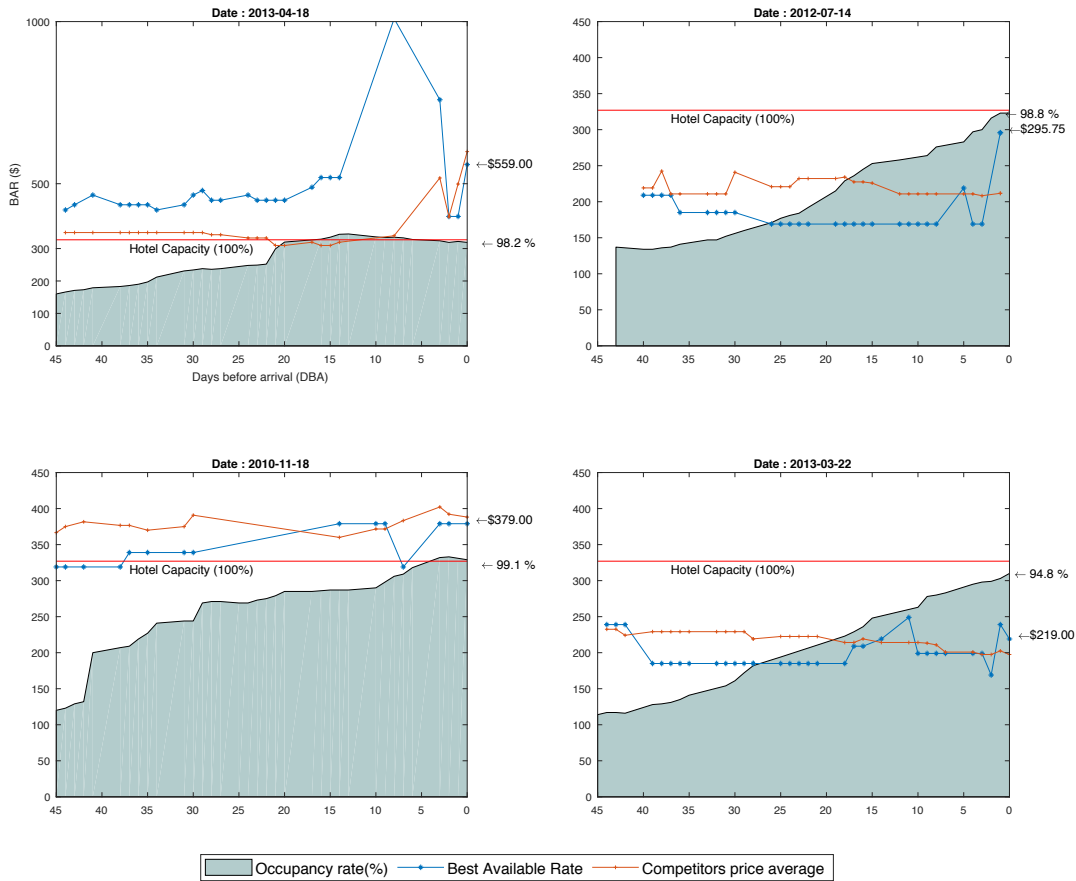 Date : 2013-04-18
1000
500
300
200
100
0
BAR ($)
Hotel Capacity (100%)
←$559.00
← 98.2 %
45 40 35 30 25 20 15 10 5 0
Days before arrival (DBA)
Date : 2012-07-14
450
400
350
300
250
200
150
100
50
0
Hotel Capacity (100%)
← 98.8 %
←$295.75
45 40 35 30 25 20 15 10 5 0
Date : 2010-11-18
450
400
350
300
250
200
150
100
50
0
Hotel Capacity (100%)
←$379.00
← 99.1 %
45 40 35 30 25 20 15 10 5 0
Date : 2013-03-22
450
400
350
300
250
200
150
100
50
0
Hotel Capacity (100%)
← 94.8 %
←$219.00
45 40 35 30 25 20 15 10 5 0
Occupancy rate(%) Best Available Rate Competitors price average